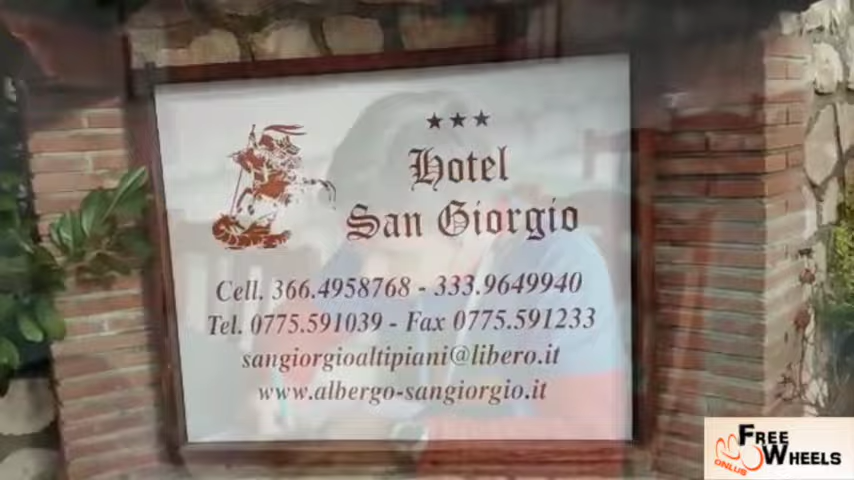 ★★★
Hotel
San Giorgio
Cell. 366.4958768 - 333.9649940
Tel. 0775.591039 - Fax 0775.591233
sangiorgioaltipiani@libero.it
www.albergo-sangiorgio.it
FREE
WHEELS
ONLUS